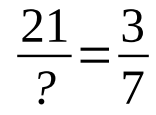 21/? = 3/7